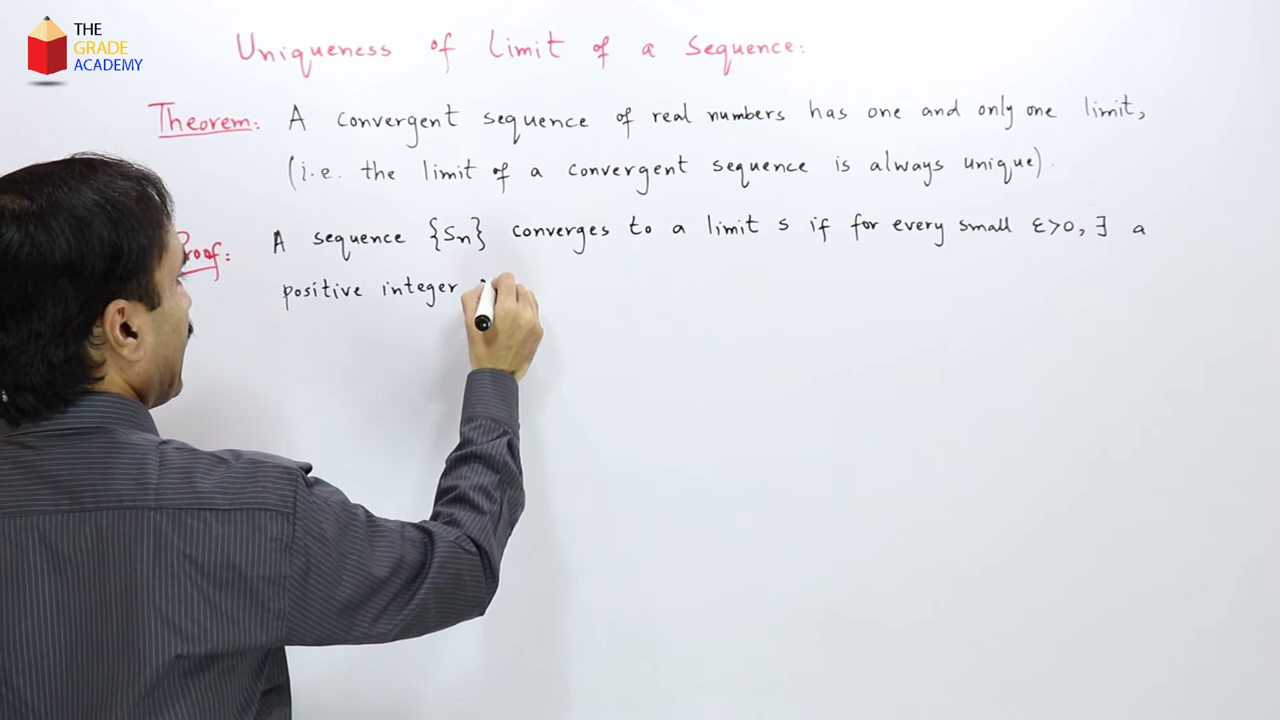 THE
GRADE
ACADEMY
Uniqueness of Limit of a Sequence:
Theorem: A convergent sequence of real numbers has one and only one limit,
(i.e. the limit of a convergent sequence is always unique).
Proof: A sequence {Sn} converges to a limit s if for every small ε>0, ∃ a
positive integer